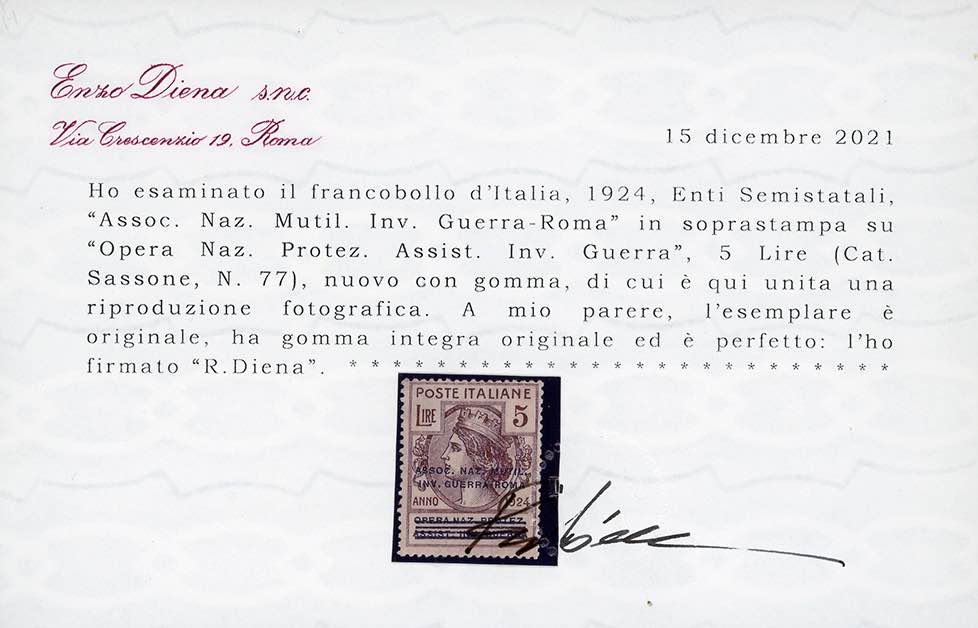 Enzo Diena s.n.c.
Via Crescenzio 19, Roma
15 dicembre 2021
Ho esaminato il francobollo d'Italia, 1924, Enti Semistatali,
“Assoc. Naz. Mutil. Inv. Guerra-Roma” in soprastampa su
“Opera Naz. Protez. Assist. Inv. Guerra”, 5 Lire (Cat.
Sassone, N. 77), nuovo con gomma, di cui è qui unita una
riproduzione fotografica. A mio parere, l'esemplare è
originale, ha gomma integra originale ed è perfetto: l'ho
firmato “R.Diena”. * * * * * * * * * * * * * * * * * * *
POSTE ITALIANE
LIRE 5
ASSOC. NAZ. MUTIL.
INV. GUERRA-ROMA
ANNO 1924
OPERA NAZ. PROTEZ.
ASSIST. INV. GUERRA